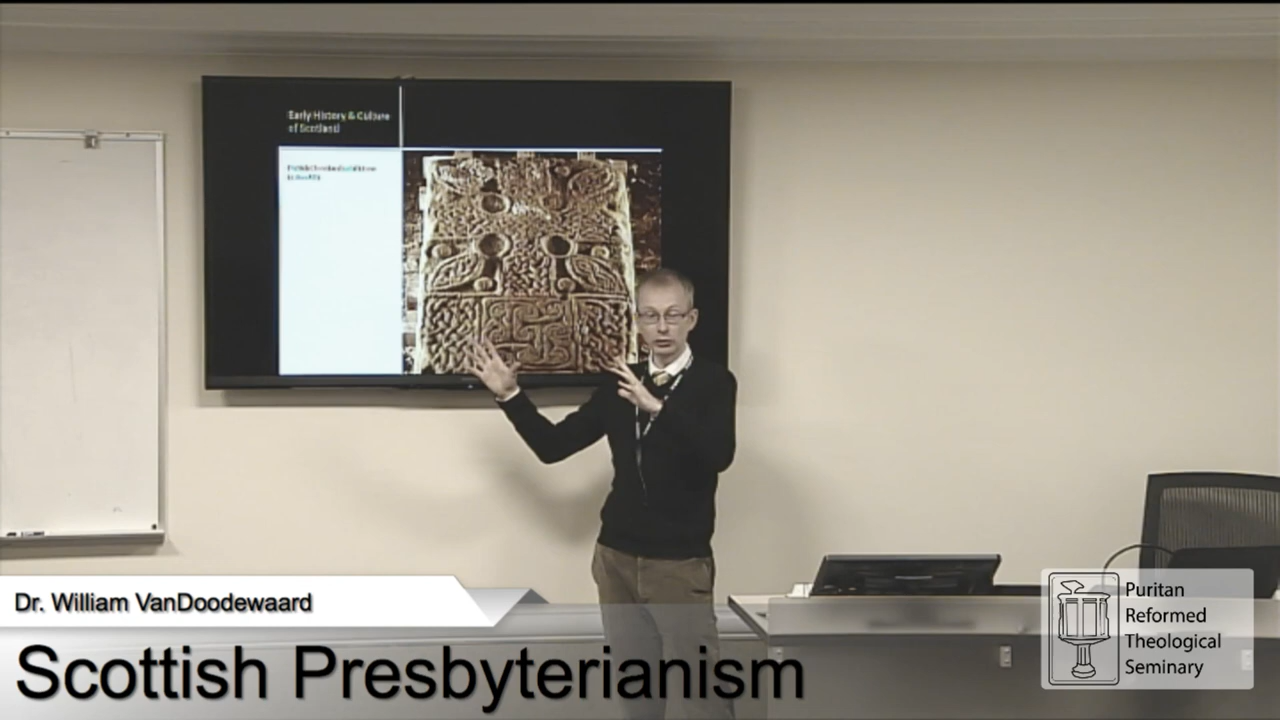 Early History & Culture
of Scotland
Dr. William VanDoodewaard
Scottish Presbyterianism
Puritan
Reformed
Theological
Seminary